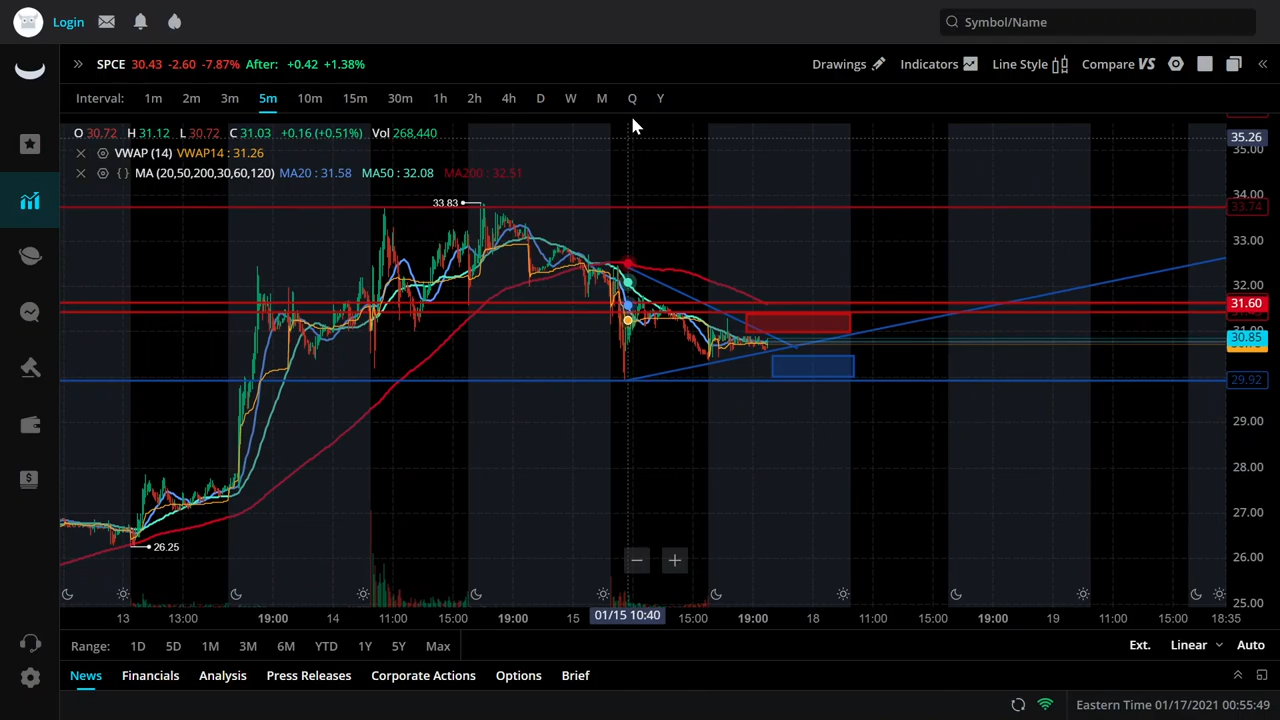 Login
Symbol/Name
SPCE 30.43 -2.60 -7.87% After: +0.42 +1.38%
Drawings Indicators Line Style Compare VS
Interval: 1m 2m 3m 5m 10m 15m 30m 1h 2h 4h D W M Q Y
O 30.72 H 31.12 L 30.72 C 31.03 +0.16 (+0.51%) Vol 268,440
VWAP (14) VWAP14 : 31.26
{ } MA (20,50,200,30,60,120) MA20 : 31.58 MA50 : 32.08 MA200 : 32.51
35.26
35.00
34.00
33.83
33.74
33.00
32.00
31.60
31.00
30.85
29.92
29.00
28.00
27.00
26.25
26.00
25.00
13 13:00 19:00 14 11:00 15:00 19:00 15 01/15 10:40 15:00 19:00 18 11:00 15:00 19:00 19 11:00 15:00 18:35
Range: 1D 5D 1M 3M 6M YTD 1Y 5Y Max
Ext. Linear Auto
News Financials Analysis Press Releases Corporate Actions Options Brief
Eastern Time 01/17/2021 00:55:49